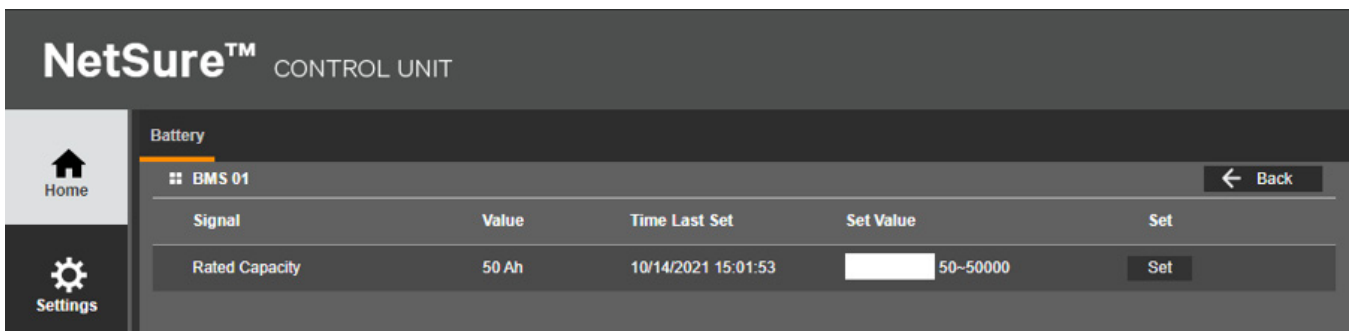 NetSure™ CONTROL UNIT
Home
Settings
Battery
BMS 01
Back
Signal Value Time Last Set Set Value Set
Rated Capacity 50 Ah 10/14/2021 15:01:53 50~50000 Set